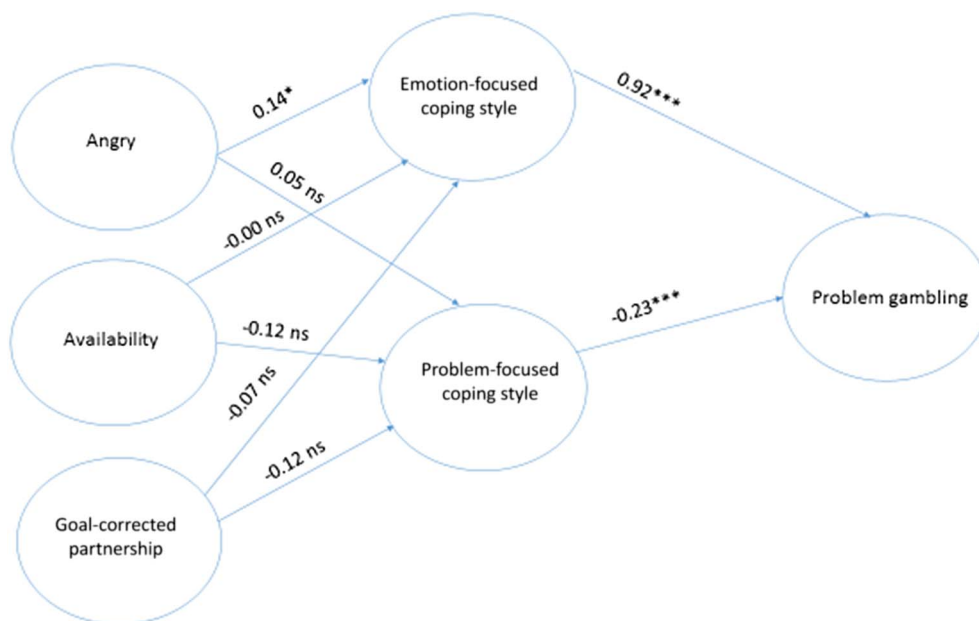 Angry
0.14*
Emotion-focused
coping style
0.92***
0.05 ns
-0.00 ns
Availability
-0.12 ns
-0.07 ns
Problem-focused
coping style
-0.23***
Problem gambling
-0.12 ns
Goal-corrected
partnership